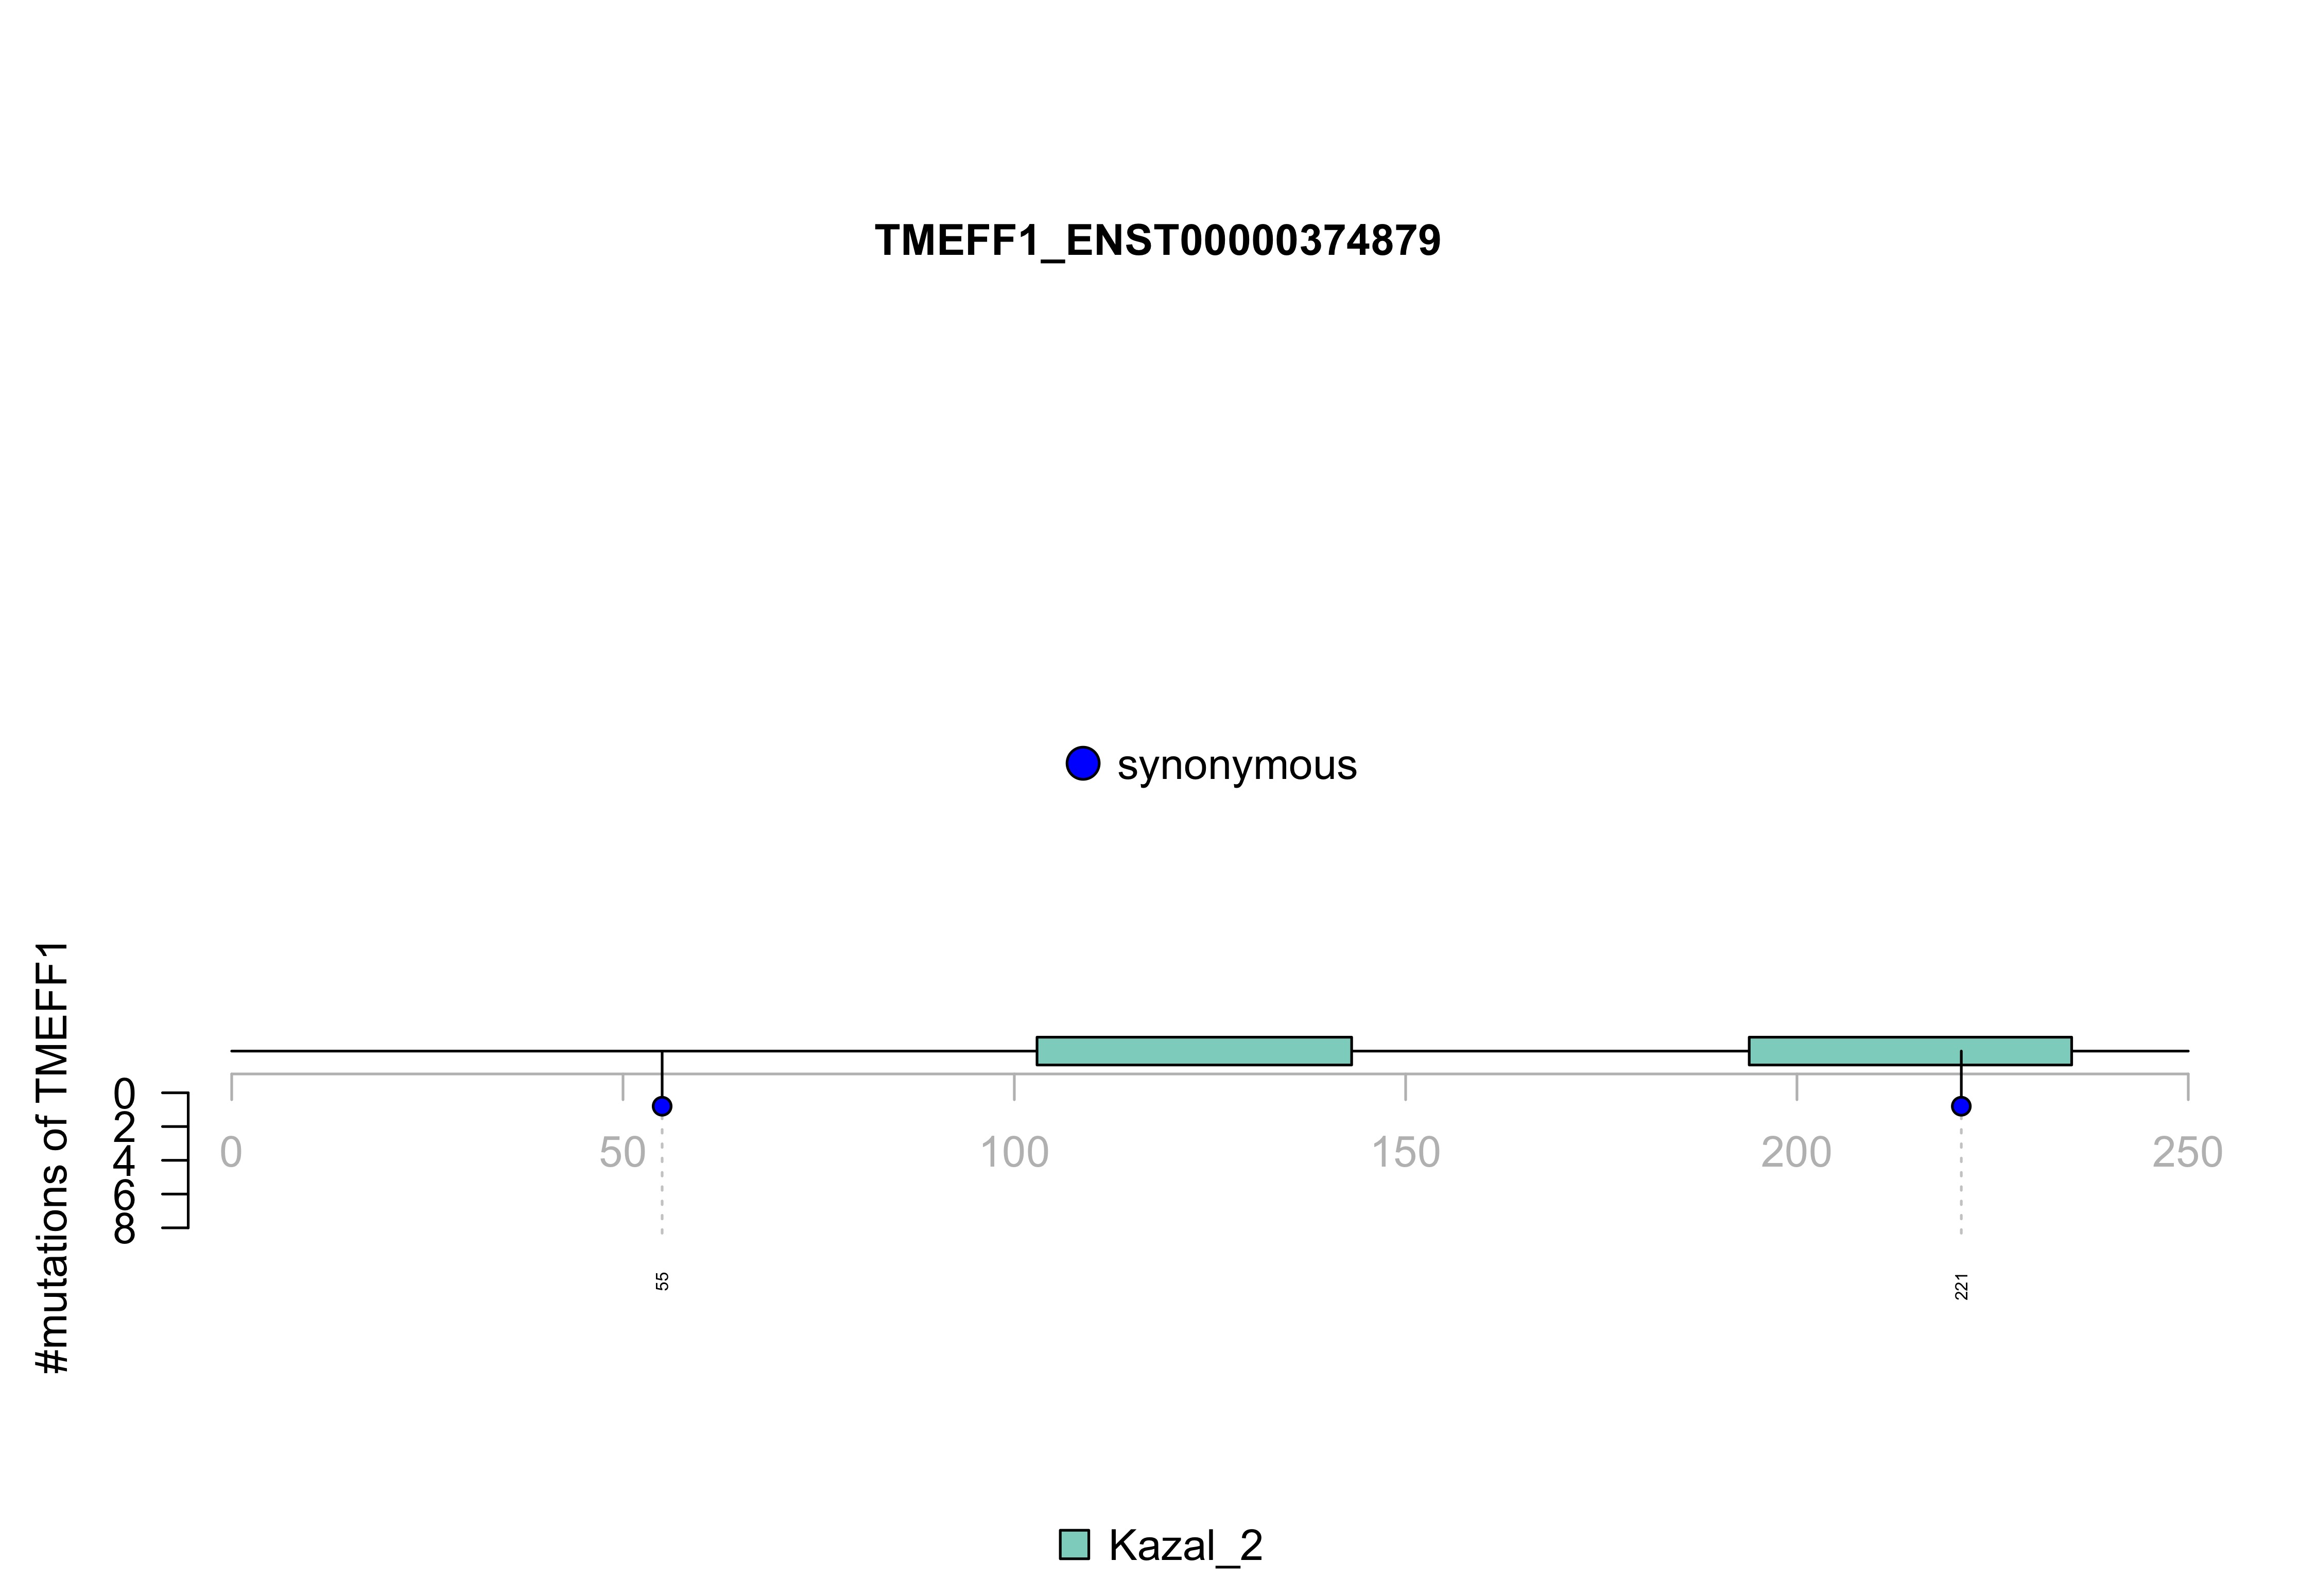 TMEFF1_ENST00000374879
synonymous
#mutations of TMEFF1
0
2
4
6
8
0 50 100 150 200 250
55 221
Kazal_2